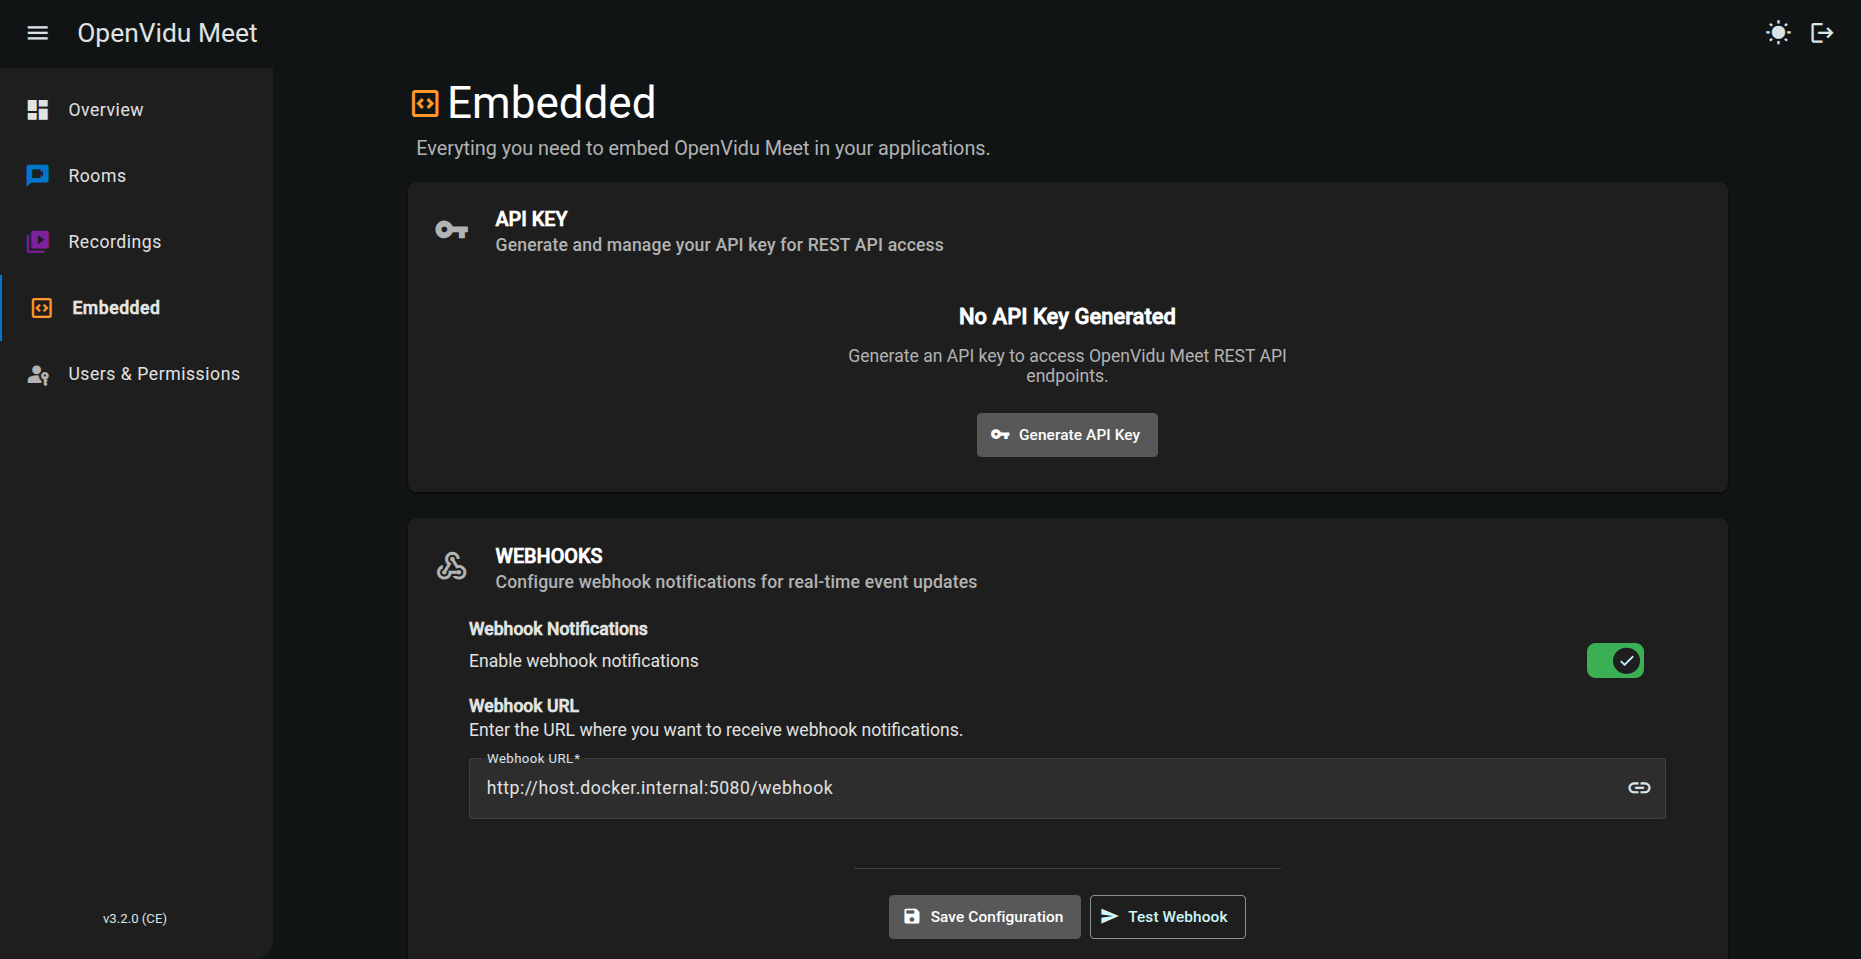 OpenVidu Meet
Overview
Rooms
Recordings
Embedded
Users & Permissions
v3.2.0 (CE)
Embedded
Everyting you need to embed OpenVidu Meet in your applications.
API KEY
Generate and manage your API key for REST API access
No API Key Generated
Generate an API key to access OpenVidu Meet REST API
endpoints.
Generate API Key
WEBHOOKS
Configure webhook notifications for real-time event updates
Webhook Notifications
Enable webhook notifications
Webhook URL
Enter the URL where you want to receive webhook notifications.
Webhook URL*
http://host.docker.internal:5080/webhook
Save Configuration
Test Webhook